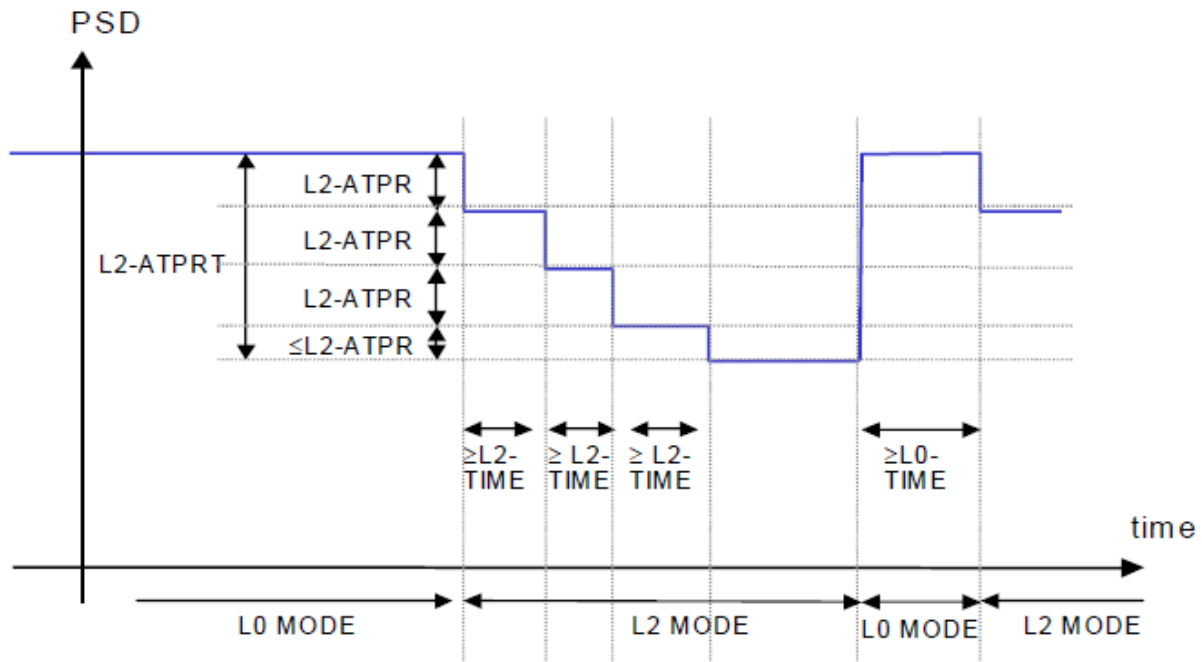 PSD
L2-ATPR
L2-ATPR
L2-ATPRT
L2-ATPR
≤L2-ATPR
≥L2-
TIME
≥ L2-
TIME
≥ L2-
TIME
≥L0-
TIME
time
L0 MODE
L2 MODE
L0 MODE
L2 MODE